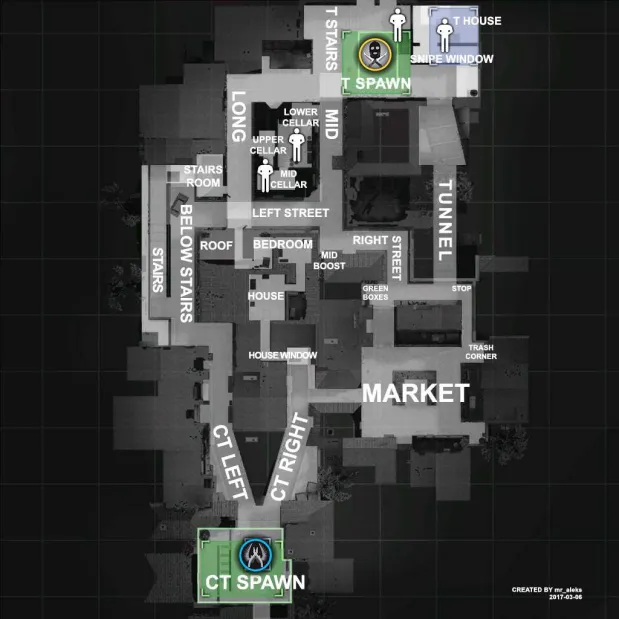 T STAIRS
T HOUSE
SNIPE WINDOW
T SPAWN
LONG
LOWER
CELLAR
MID
UPPER
CELLAR
STAIRS
ROOM
MID
CELLAR
TUNNEL
LEFT STREET
BELOW STAIRS
ROOF
BEDROOM
RIGHT
STREET
MID
BOOST
STAIRS
HOUSE
GREEN
BOXES
STOP
HOUSE WINDOW
TRASH
CORNER
MARKET
CT LEFT
CT RIGHT
CT SPAWN
CREATED BY mr_aleks
2017-03-06